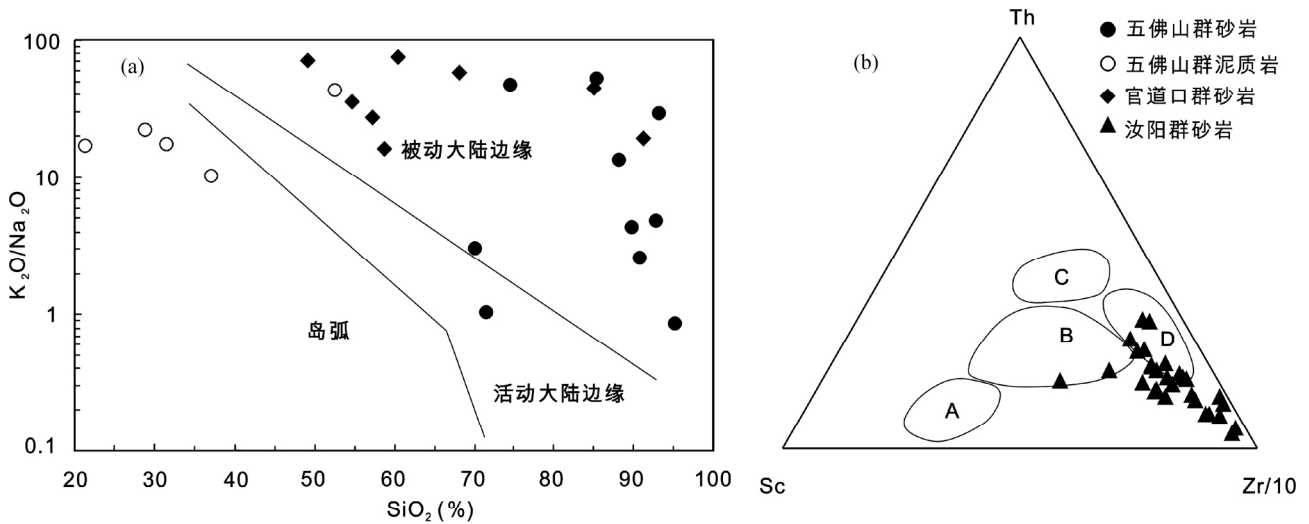 (a)
100
10
1
0.1
K₂O/Na₂O
20 30 40 50 60 70 80 90 100
SiO₂(%)
被动大陆边缘
岛弧
活动大陆边缘
(b)
Th
Sc
Zr/10
C
B
D
A
五佛山群砂岩
五佛山群泥质岩
官道口群砂岩
汝阳群砂岩